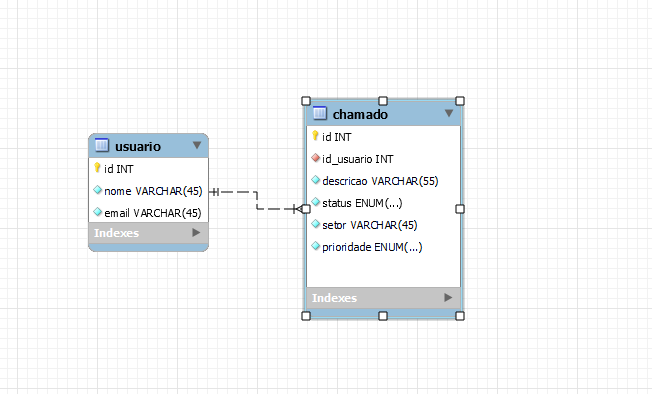 usuario
id INT
nome VARCHAR(45)
email VARCHAR(45)
Indexes
chamado
id INT
id_usuario INT
descricao VARCHAR(55)
status ENUM(...)
setor VARCHAR(45)
prioridade ENUM(...)
Indexes